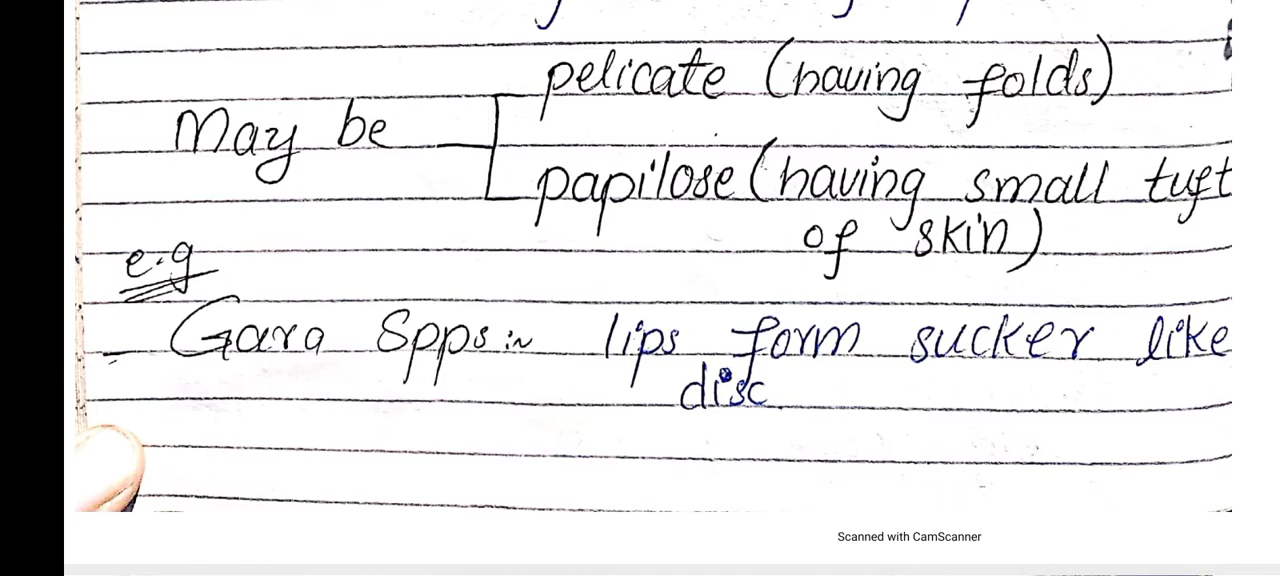 pelicate (having folds)
May be
papilose (having small tuft
of skin)
e.g
- Gara Spps :~ lips form sucker like
disc
Scanned with CamScanner